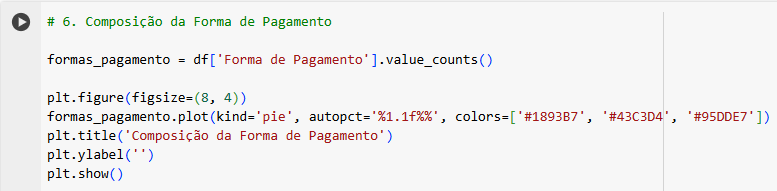 # 6. Composição da Forma de Pagamento
formas_pagamento = df['Forma de Pagamento'].value_counts()
plt.figure(figsize=(8, 4))
formas_pagamento.plot(kind='pie', autopct='%1.1f%%', colors=['#1893B7', '#43C3D4', '#95DDE7'])
plt.title('Composição da Forma de Pagamento')
plt.ylabel('')
plt.show()